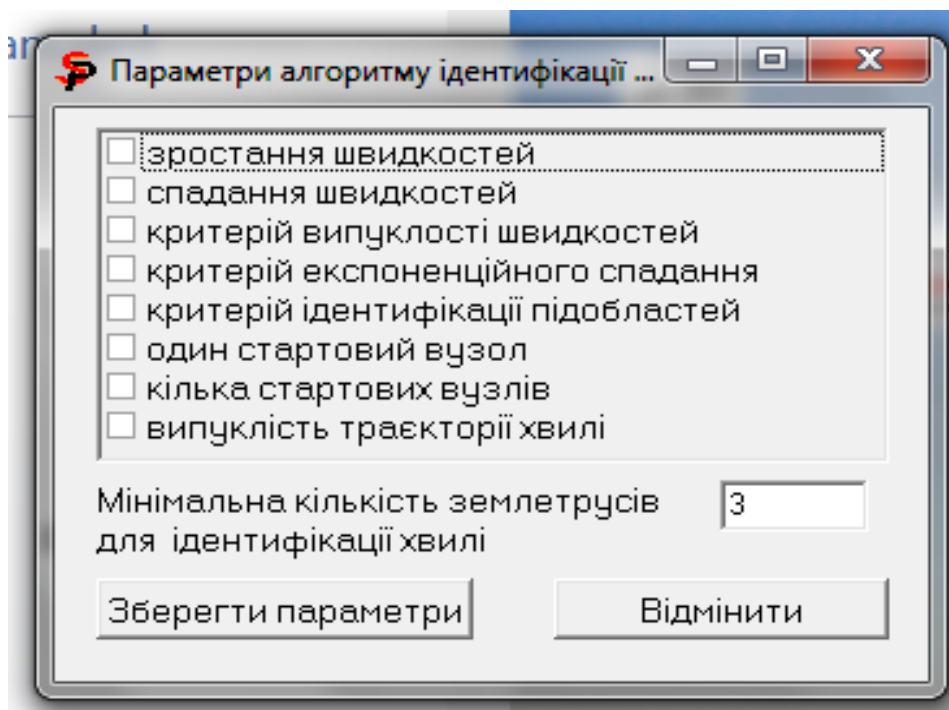 Параметри алгоритму ідентифікації ...
зростання швидкостей
спадання швидкостей
критерій випуклості швидкостей
критерій експоненційного спадання
критерій ідентифікації підобластей
один стартовий вузол
кілька стартових вузлів
випуклість траєкторії хвилі
Мінімальна кількість землетрусів
3
для ідентифікації хвилі
Зберегти параметри
Відмінити